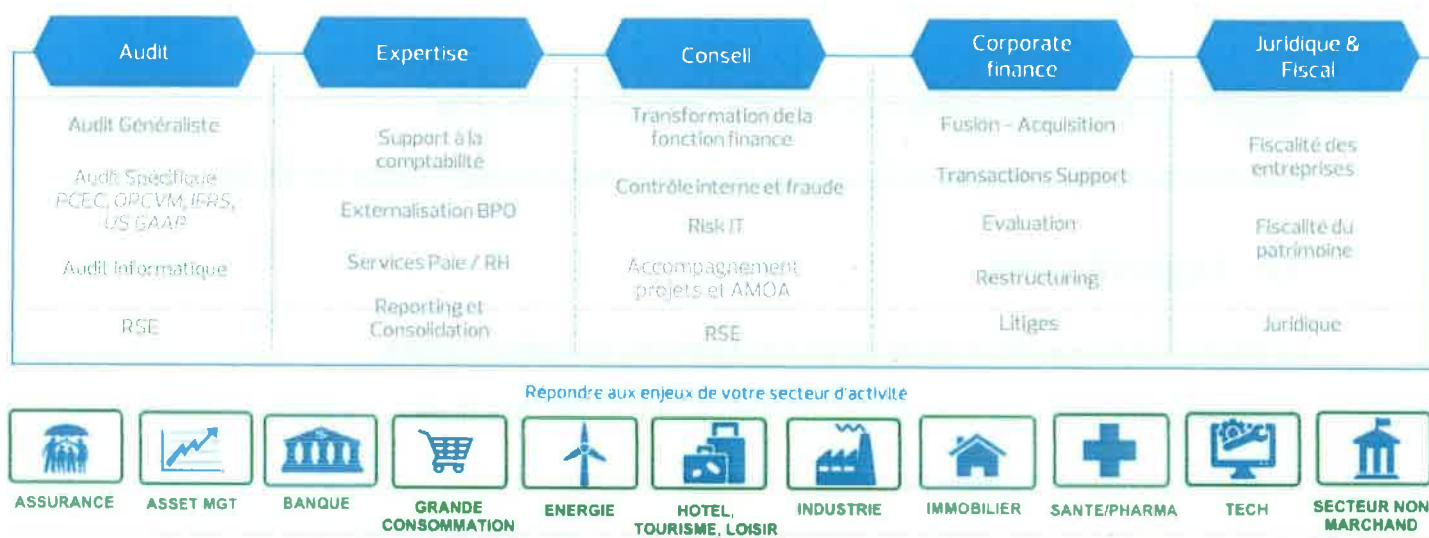 Audit
Expertise
Conseil
Corporate
finance
Juridique &
Fiscal
Audit Généraliste
Audit Spécifique
PCEC, OPCVM, IFRS,
US GAAP
Audit Informatique
RSE
Support à la
comptabilité
Externalisation BPO
Services Paie / RH
Reporting et
Consolidation
Transformation de la
fonction finance
Contrôle interne et fraude
Risk IT
Accompagnement
projets et AMOA
RSE
Fusion – Acquisition
Transactions Support
Evaluation
Restructuring
Litiges
Fiscalité des
entreprises
Fiscalité du
patrimoine
Juridique
Répondre aux enjeux de votre secteur d'activité
ASSURANCE
ASSET MGT
BANQUE
GRANDE
CONSOMMATION
ENERGIE
HOTEL,
TOURISME, LOISIR
INDUSTRIE
IMMOBILIER
SANTE/PHARMA
TECH
SECTEUR NON
MARCHAND